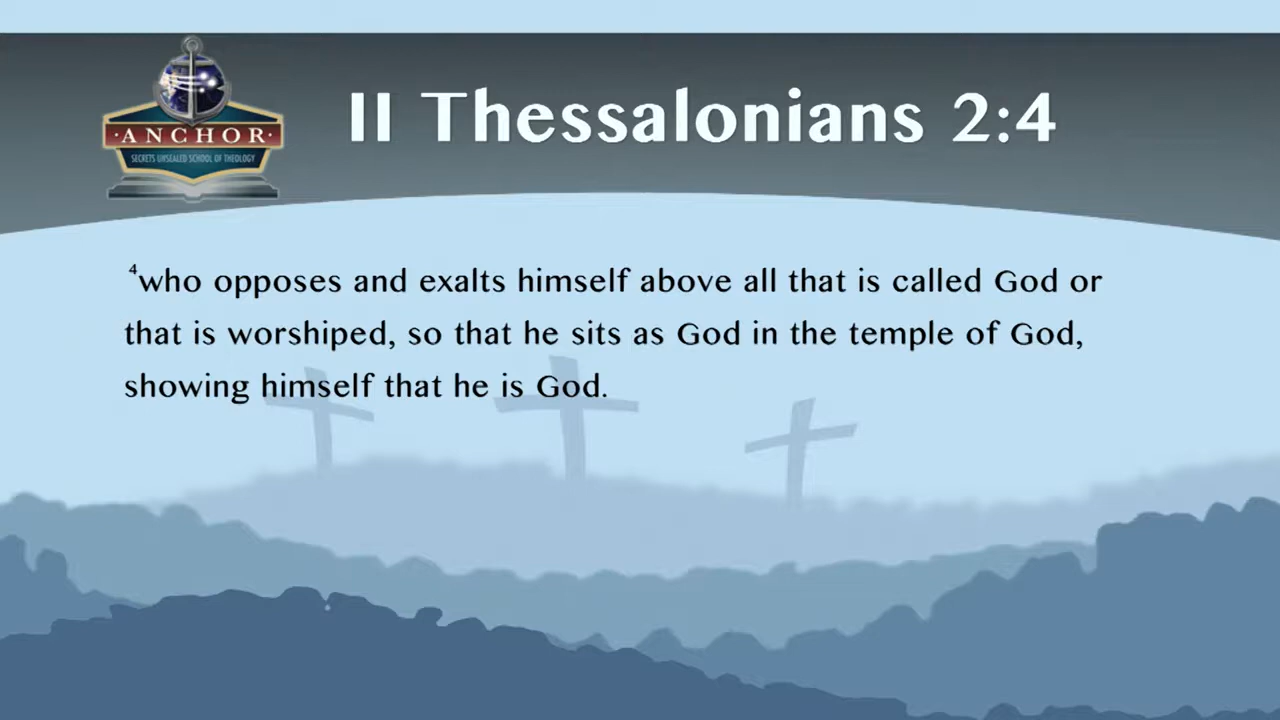 ·ANCHOR·
SECRETS UNSEALED SCHOOL OF THEOLOGY
II Thessalonians 2:4
⁴who opposes and exalts himself above all that is called God or
that is worshiped, so that he sits as God in the temple of God,
showing himself that he is God.